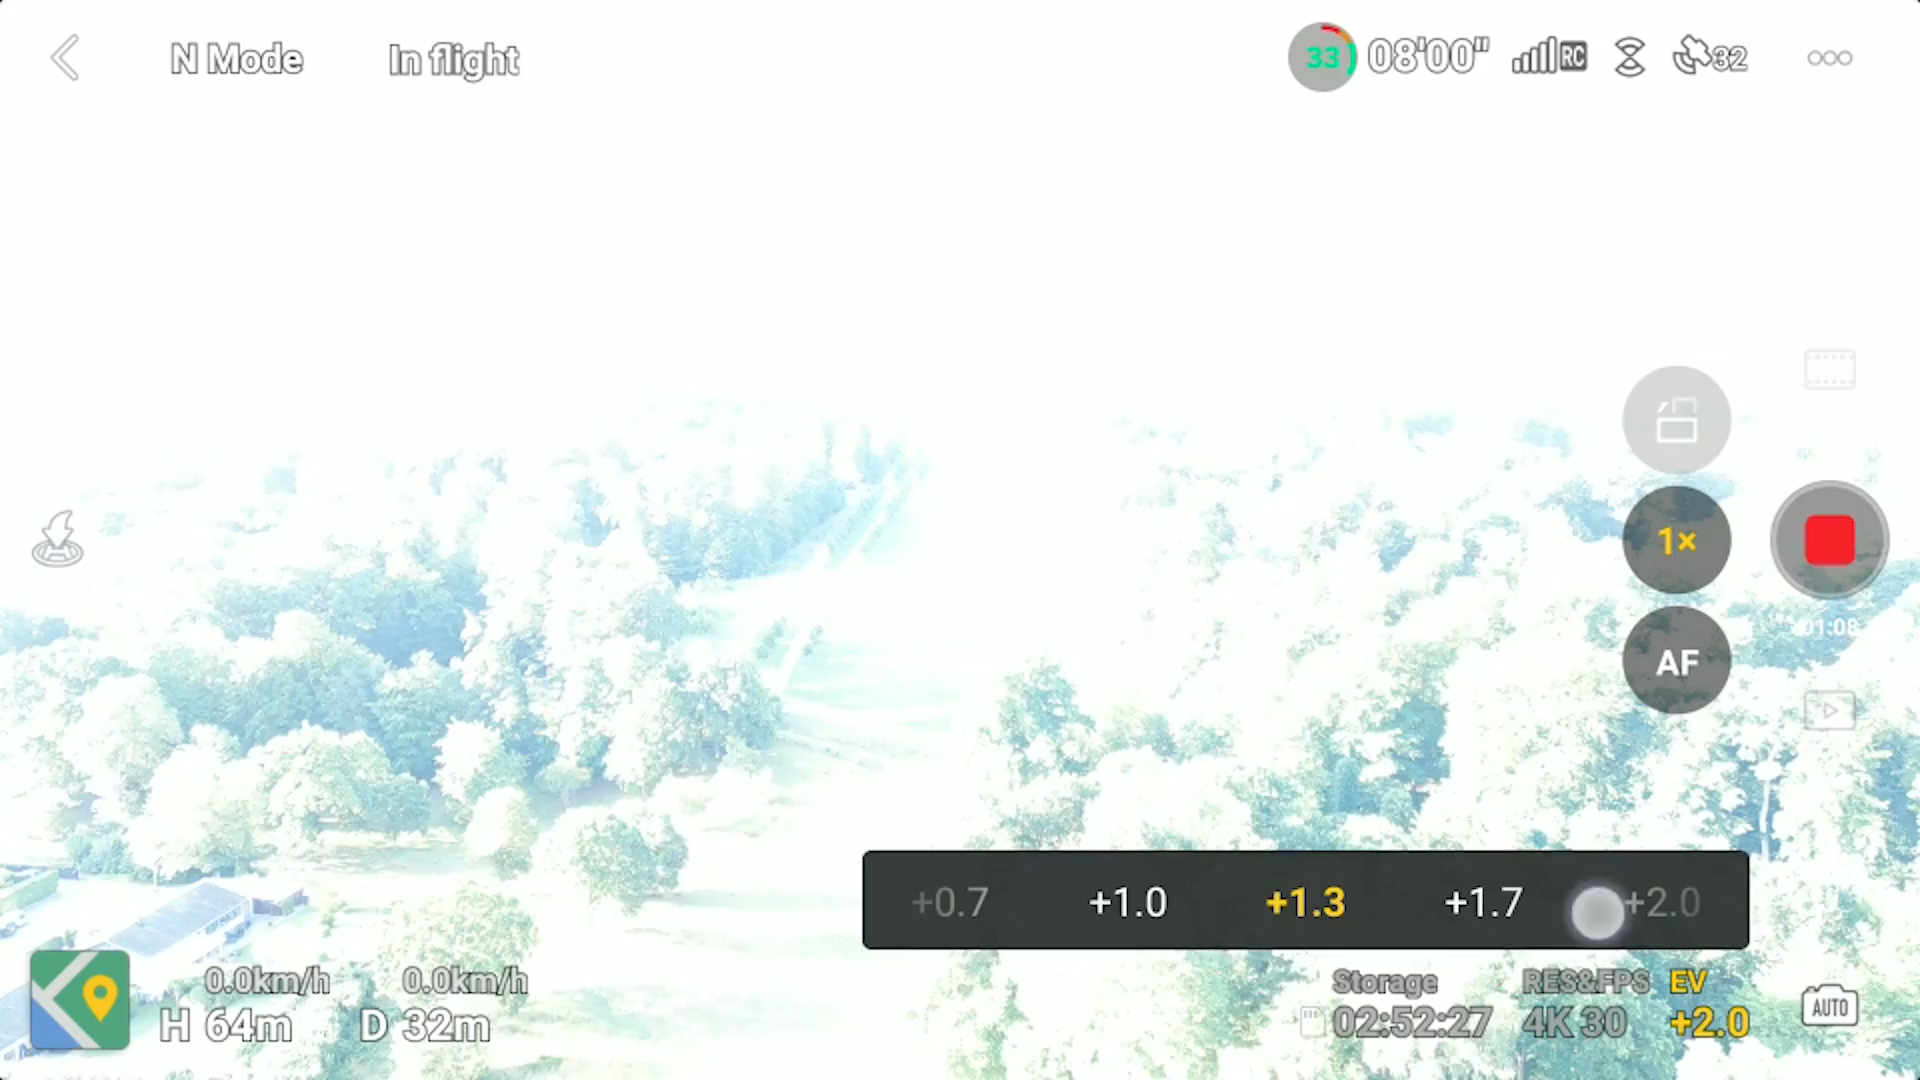 N Mode
In flight
33
08'00"
RC
32
1×
01:08
AF
+0.7
+1.0
+1.3
+1.7
+2.0
0.0km/h
0.0km/h
H 64m
D 32m
Storage
02:52:27
RES&FPS
4K 30
EV
+2.0
AUTO